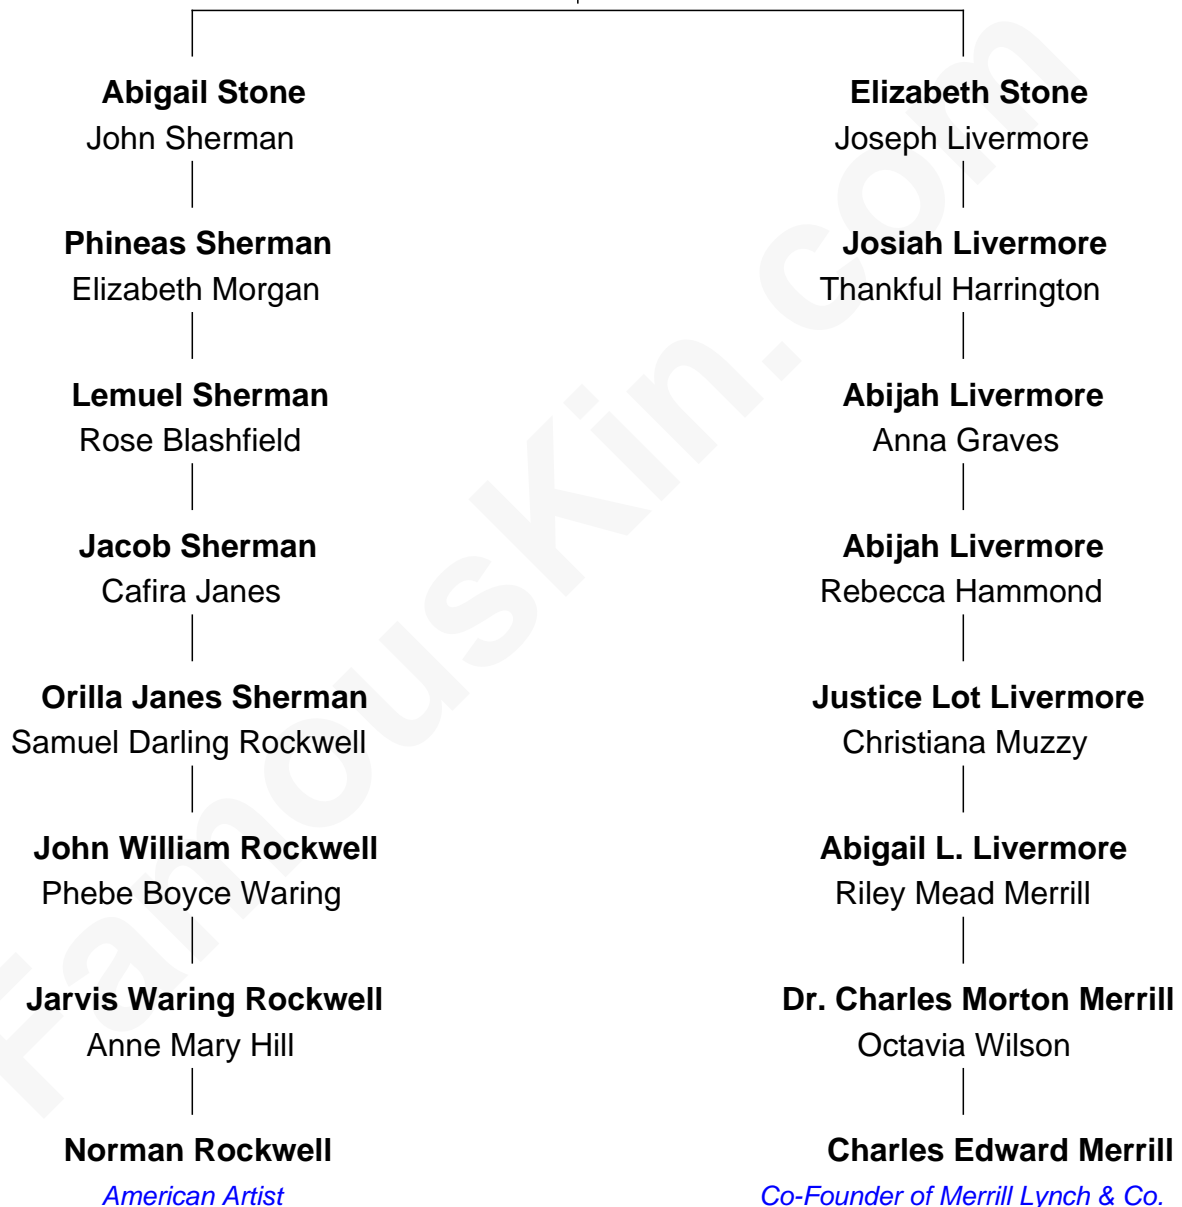 Abigail Stone
John Sherman
Elizabeth Stone
Joseph Livermore
Phineas Sherman
Elizabeth Morgan
Josiah Livermore
Thankful Harrington
Lemuel Sherman
Rose Blashfield
Abijah Livermore
Anna Graves
Jacob Sherman
Cafira Janes
Abijah Livermore
Rebecca Hammond
Orilla Janes Sherman
Samuel Darling Rockwell
Justice Lot Livermore
Christiana Muzzy
John William Rockwell
Phebe Boyce Waring
Abigail L. Livermore
Riley Mead Merrill
Jarvis Waring Rockwell
Anne Mary Hill
Dr. Charles Morton Merrill
Octavia Wilson
Norman Rockwell
American Artist
Charles Edward Merrill
Co-Founder of Merrill Lynch & Co.
FamousKin.com